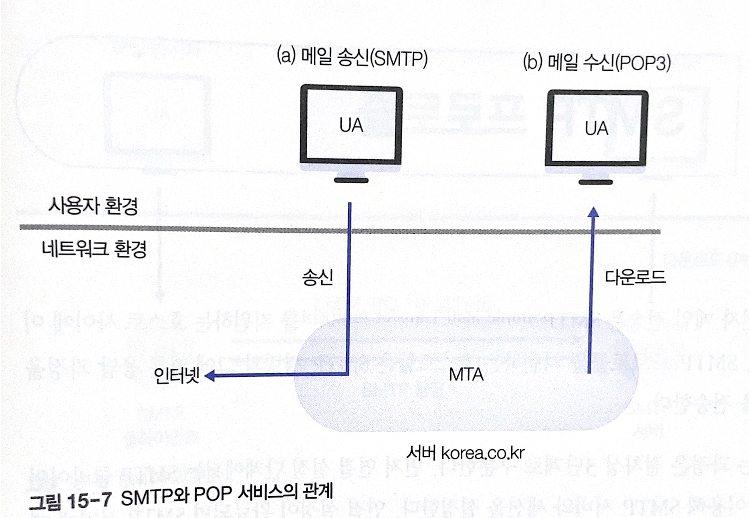 (a) 메일 송신(SMTP)
(b) 메일 수신(POP3)
UA
UA
사용자 환경
네트워크 환경
송신
다운로드
인터넷
MTA
서버 korea.co.kr
그림 15-7 SMTP와 POP 서비스의 관계